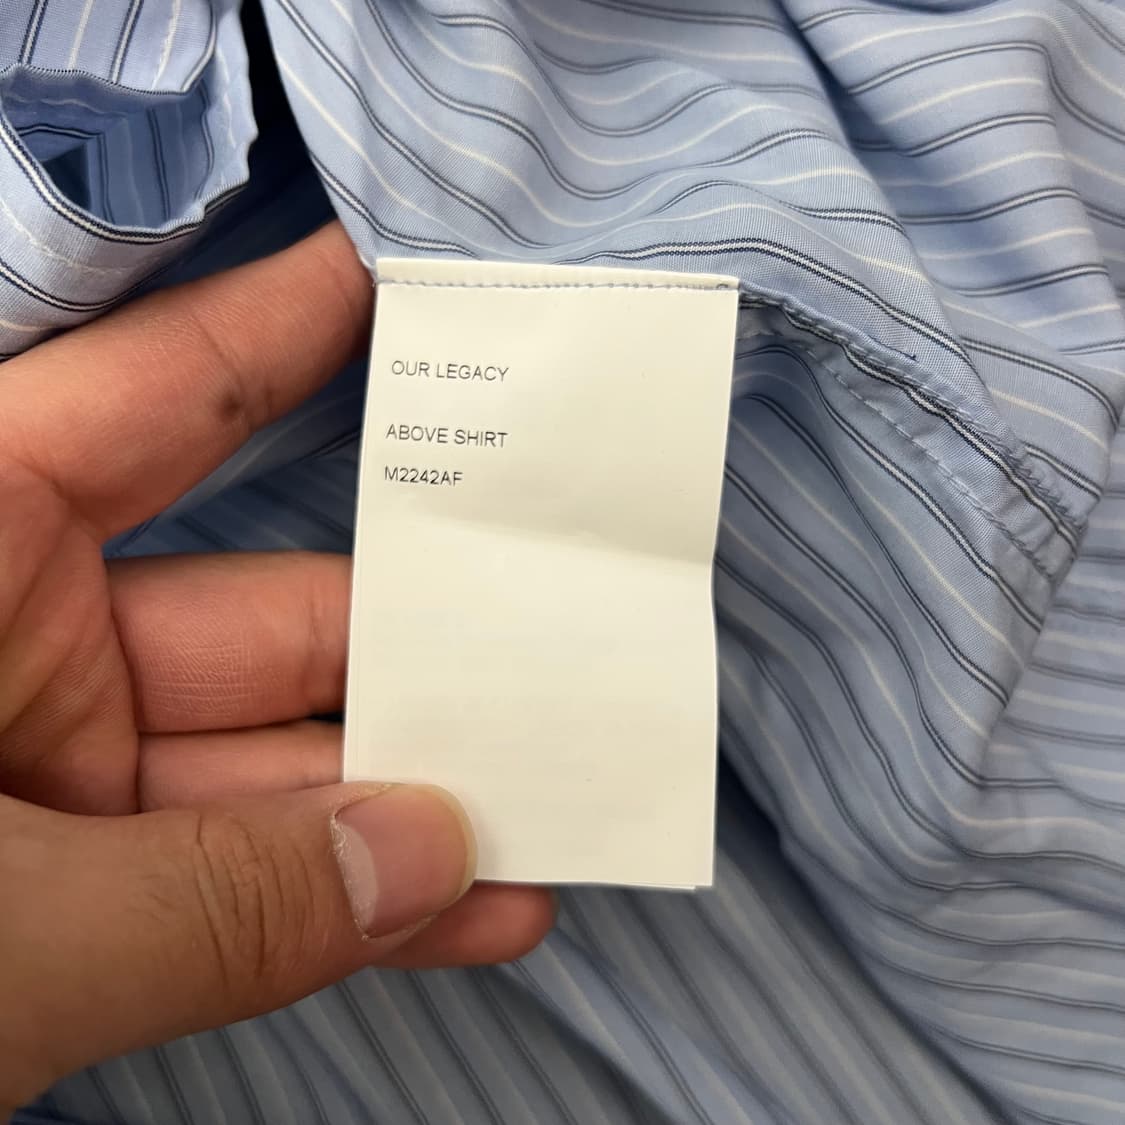 OUR LEGACY
ABOVE SHIRT
M2242AF